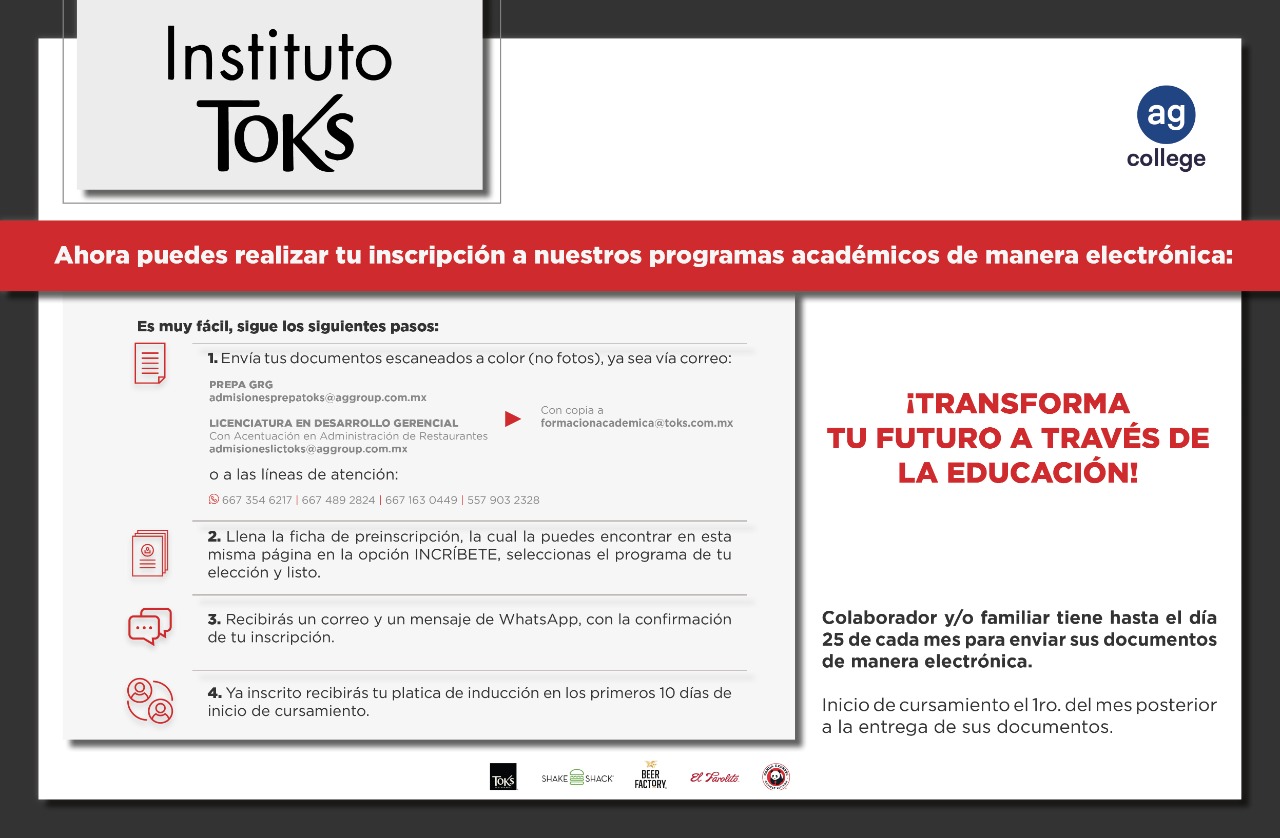 Instituto
TOKS
ag
college
Ahora puedes realizar tu inscripción a nuestros programas académicos de manera electrónica:
Es muy fácil, sigue los siguientes pasos:
1. Envía tus documentos escaneados a color (no fotos), ya sea vía correo:
PREPA GRG
admisionesprepatoks@aggroup.com.mx
LICENCIATURA EN DESARROLLO GERENCIAL
Con Acentuación en Administración de Restaurantes
admisioneslictoks@aggroup.com.mx
Con copia a
formacionacademica@toks.com.mx
o a las líneas de atención:
667 354 6217 | 667 489 2824 | 667 163 0449 | 557 903 2328
2. Llena la ficha de preinscripción, la cual la puedes encontrar en esta
misma página en la opción INCRÍBETE, seleccionas el programa de tu
elección y listo.
3. Recibirás un correo y un mensaje de WhatsApp, con la confirmación
de tu inscripción.
4. Ya inscrito recibirás tu platica de inducción en los primeros 10 días de
inicio de cursamiento.
¡TRANSFORMA
TU FUTURO A TRAVÉS DE
LA EDUCACIÓN!
Colaborador y/o familiar tiene hasta el día
25 de cada mes para enviar sus documentos
de manera electrónica.
Inicio de cursamiento el 1ro. del mes posterior
a la entrega de sus documentos.
TOKS
SHAKE SHACK
BEER
FACTORY
El Farolito